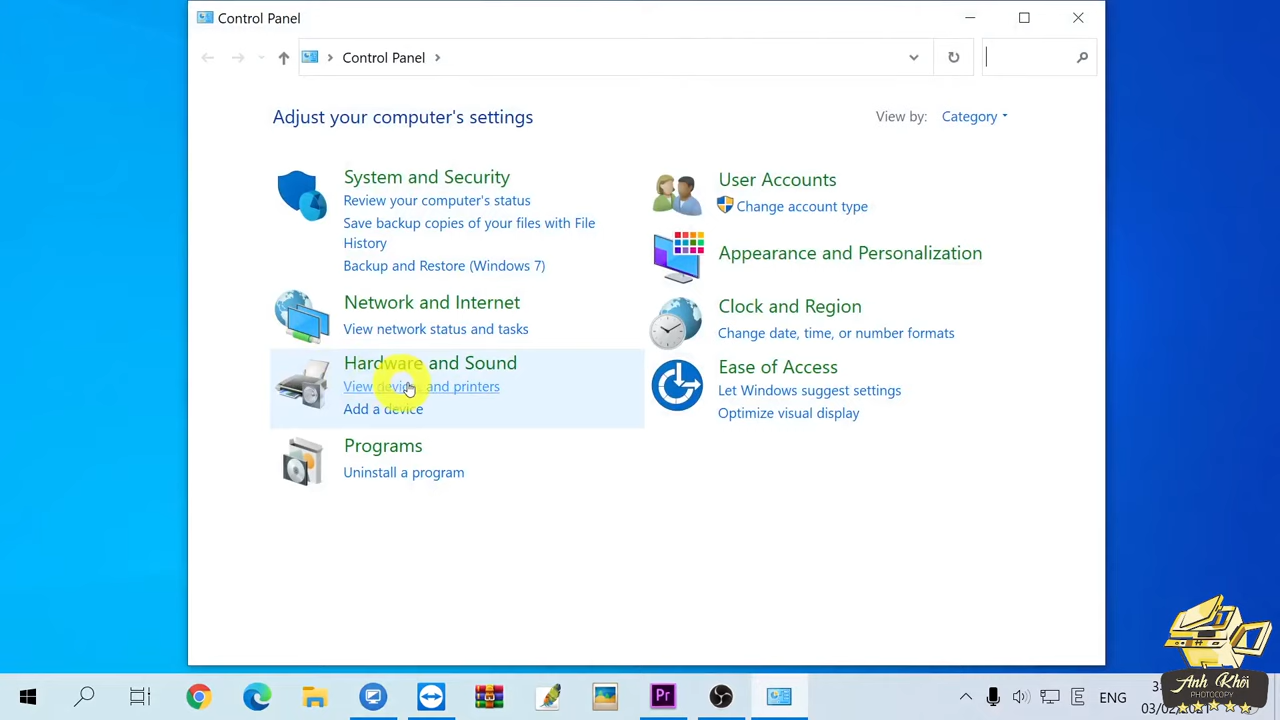 Control Panel
Control Panel
Adjust your computer's settings
View by: Category
System and Security
Review your computer's status
Save backup copies of your files with File
History
Backup and Restore (Windows 7)
Network and Internet
View network status and tasks
Hardware and Sound
View devices and printers
Add a device
Programs
Uninstall a program
User Accounts
Change account type
Appearance and Personalization
Clock and Region
Change date, time, or number formats
Ease of Access
Let Windows suggest settings
Optimize visual display
Pr
ENG
Anh Khôi
PHOTOCOPY